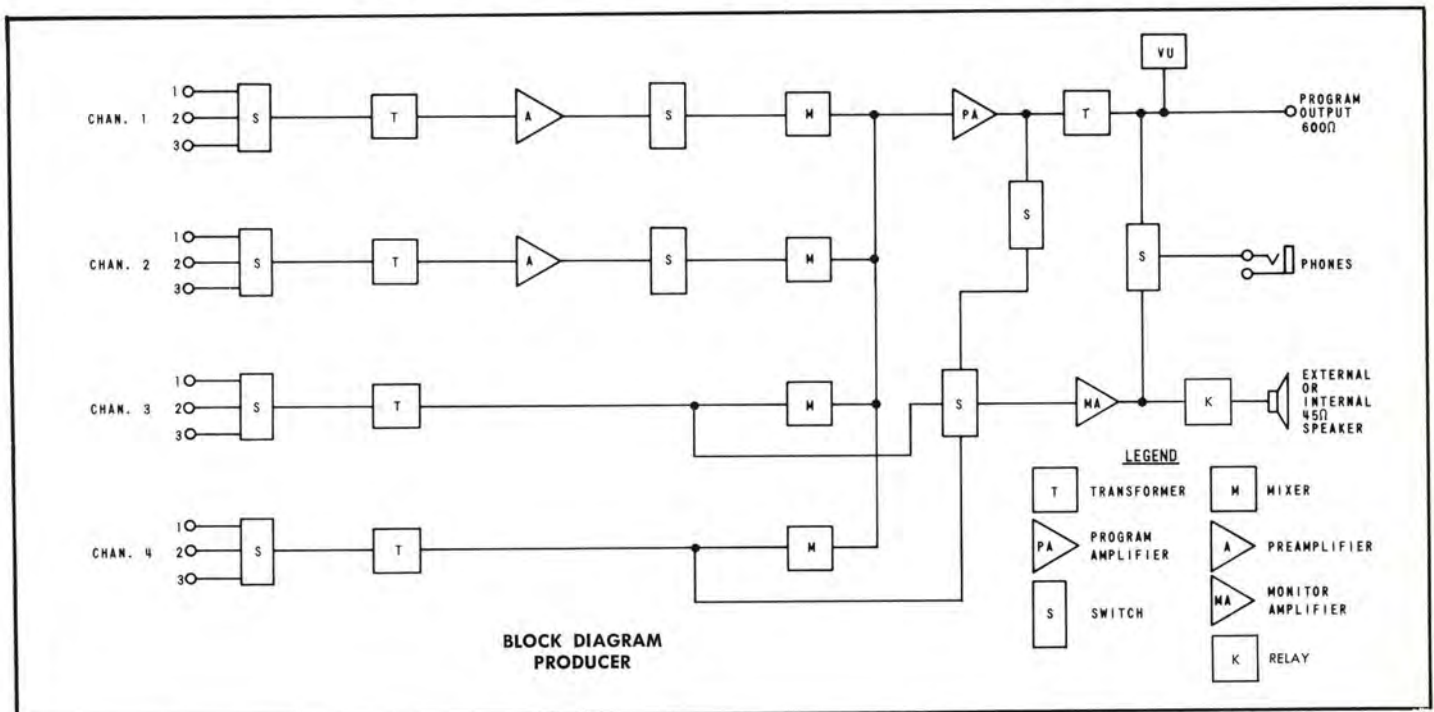 VU
1
CHAN. 1 2 S T A S M PA T PROGRAM
OUTPUT
600Ω
3
S
1
CHAN. 2 2 S T A S M S PHONES
3
1
CHAN. 3 2 S T M S MA K EXTERNAL
OR
INTERNAL
45Ω
SPEAKER
3
LEGEND
T TRANSFORMER M MIXER
1
CHAN. 4 2 S T M
3
PA PROGRAM
AMPLIFIER
A PREAMPLIFIER
S SWITCH
MA MONITOR
AMPLIFIER
K RELAY
BLOCK DIAGRAM
PRODUCER